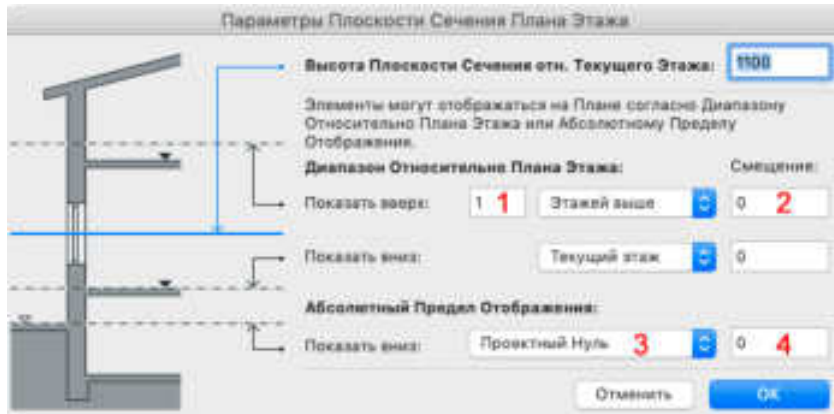 Параметры Плоскости Сечения Плана Этажа
Высота Плоскости Сечения отн. Текущего Этажа: 1100
Элементы могут отображаться на Плане согласно Диапазону
Относительно Плана Этажа или Абсолютному Пределу
Отображения.
Диапазон Относительно Плана Этажа: Смещение:
Показать вверх: 1 1 Этажей выше 0 2
Показать вниз: Текущий этаж 0
Абсолютный Предел Отображения:
Показать вниз: Проектный Нуль 3 0 4
Отменить OK